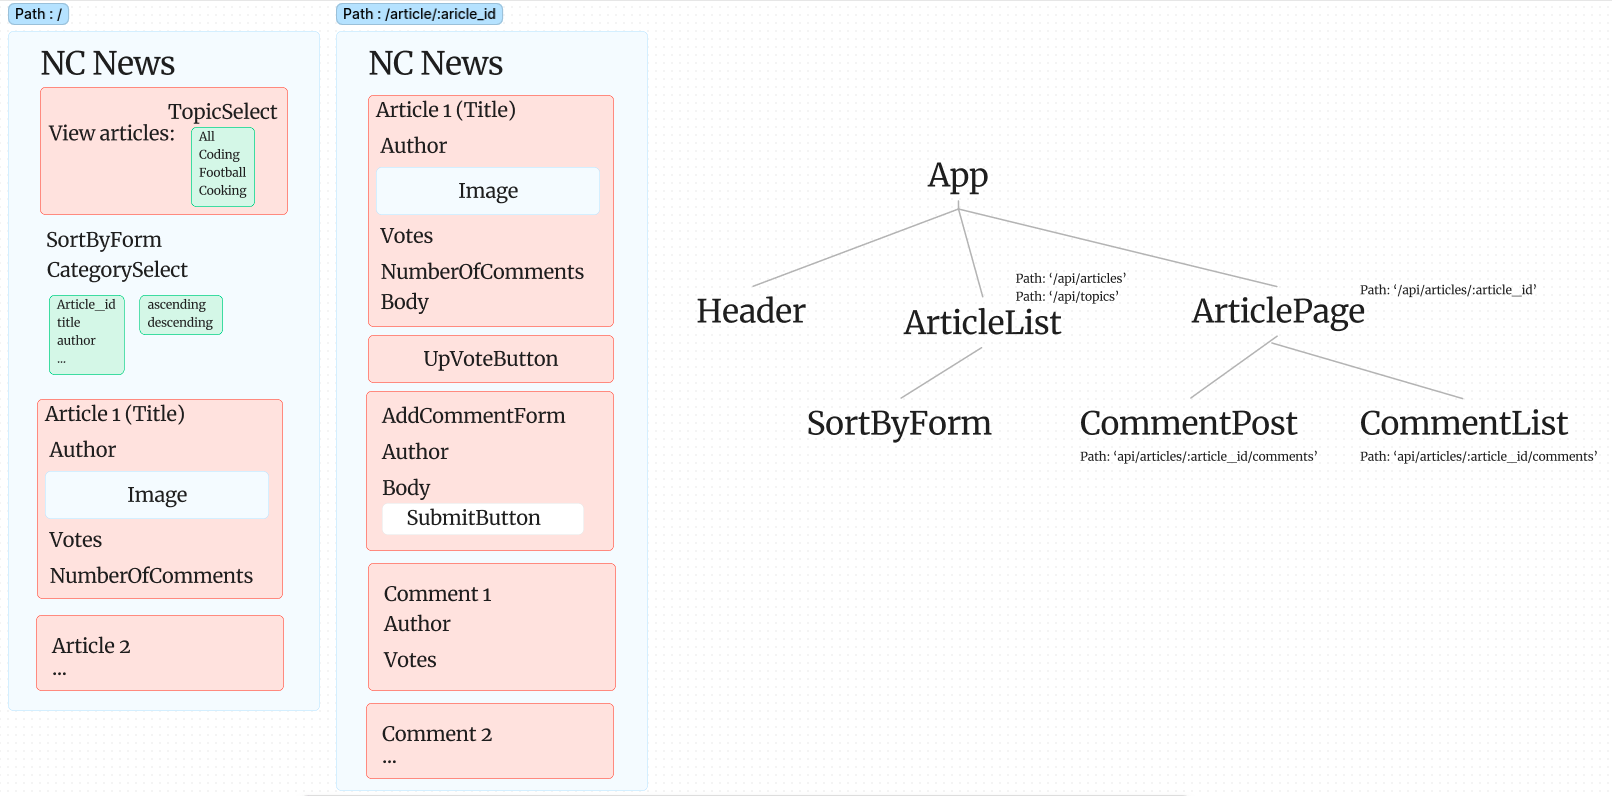 Path : /
NC News
TopicSelect
View articles:
All
Coding
Football
Cooking
SortByForm
CategorySelect
Article_id
title
author
...
ascending
descending
Article 1 (Title)
Author
Image
Votes
NumberOfComments
Article 2
...
Path : /article/:aricle_id
NC News
Article 1 (Title)
Author
Image
Votes
NumberOfComments
Body
UpVoteButton
AddCommentForm
Author
Body
SubmitButton
Comment 1
Author
Votes
Comment 2
...
App
Header
Path: ‘/api/articles’
Path: ‘/api/topics’
ArticleList
Path: ‘/api/articles/:article_id’
ArticlePage
SortByForm
CommentPost
Path: ‘api/articles/:article_id/comments’
CommentList
Path: ‘api/articles/:article_id/comments’